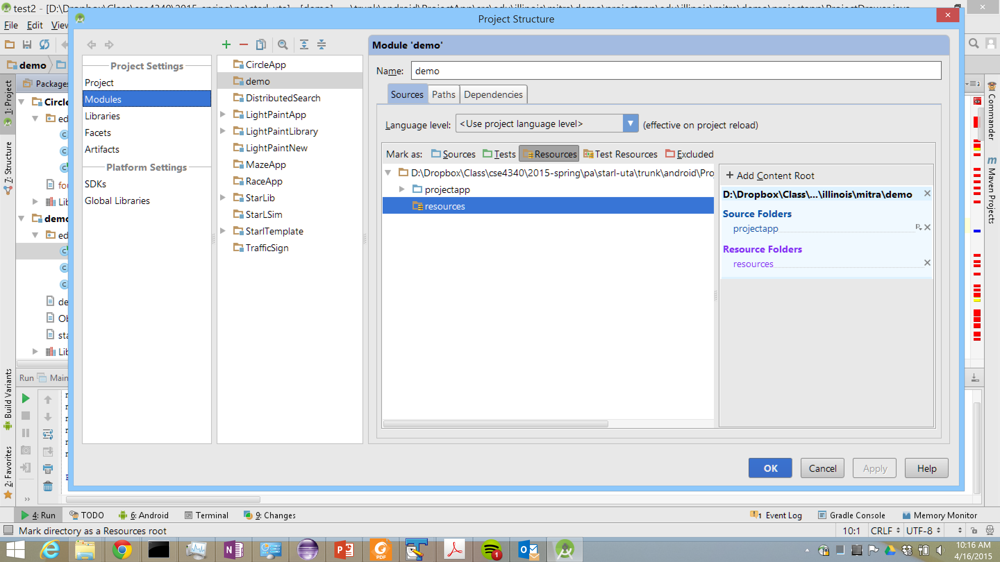 test2 - [D:\D
Project Structure
File Edit View
demo
Packages
Circle
ed
fou
Lib
demo
ed
de
Ob
sta
Lib
1: Project
7: Structure
Build Variants
2: Favorites
Project Settings
Project
Modules
Libraries
Facets
Artifacts
Platform Settings
SDKs
Global Libraries
CircleApp
demo
DistributedSearch
LightPaintApp
LightPaintLibrary
LightPaintNew
MazeApp
RaceApp
StarLib
StarLSim
StarlTemplate
TrafficSign
Module 'demo'
Name: demo
Sources Paths Dependencies
Language level: <Use project language level> (effective on project reload)
Mark as: Sources Tests Resources Test Resources Excluded
D:\Dropbox\Class\cse4340\2015-spring\pa\starl-uta\trunk\android\Pro
projectapp
resources
+ Add Content Root
D:\Dropbox\Class\...\illinois\mitra\demo
Source Folders
projectapp
Resource Folders
resources
OK Cancel Apply Help
Commander
Maven Projects
Run Main
4: Run TODO 6: Android Terminal 9: Changes 1 Event Log Gradle Console Memory Monitor
Mark directory as a Resources root 10:1 CRLF UTF-8
10:16 AM
4/16/2015